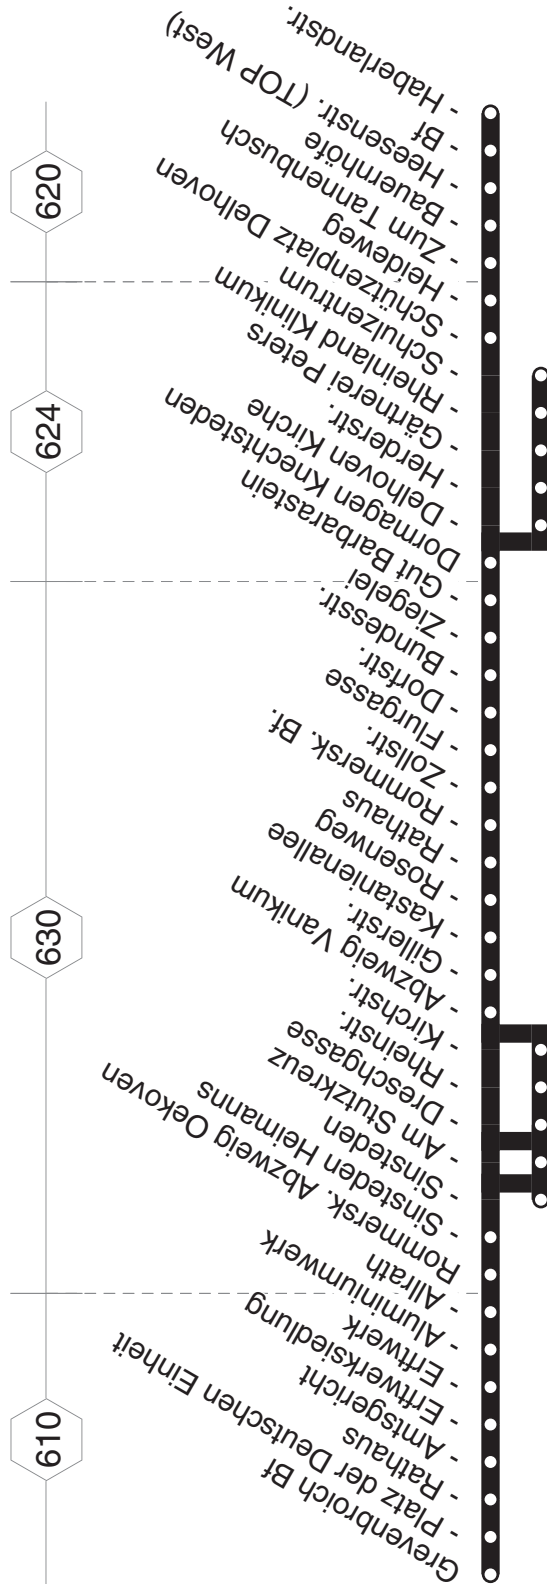 Grevenbroich Bf
- Platz der Deutschen Einheit
- Rathaus
- Amtsgericht
- Erftwerksiedlung
- Erftwerk
- Aluminiumwerk
- Allrath
Rommersk. Abzweig Oekoven
- Sinsteden Heimanns
- Sinsteden
- Am Stutzkreuz
- Dreschgasse
- Rheinstr.
- Kirchstr.
- Abzweig Vanikum
- Gillerstr.
- Kastanienallee
- Rosenweg
- Rathaus
- Rommersk. Bf.
- Zollstr.
- Flurgasse
- Dorfstr.
- Bundesstr.
- Ziegelei
- Gut Barbarastein
Dormagen Knechtsteden
- Delhoven Kirche
- Herderstr.
- Gärtnerei Peters
- Rheinland Klinikum
- Schulzentrum
- Schützenplatz Delhoven
- Heideweg
- Zum Tannenbusch
- Bauernhöfe
- Heesenstr. (TOP West)
- Bf
- Haberlandstr.
610
630
624
620